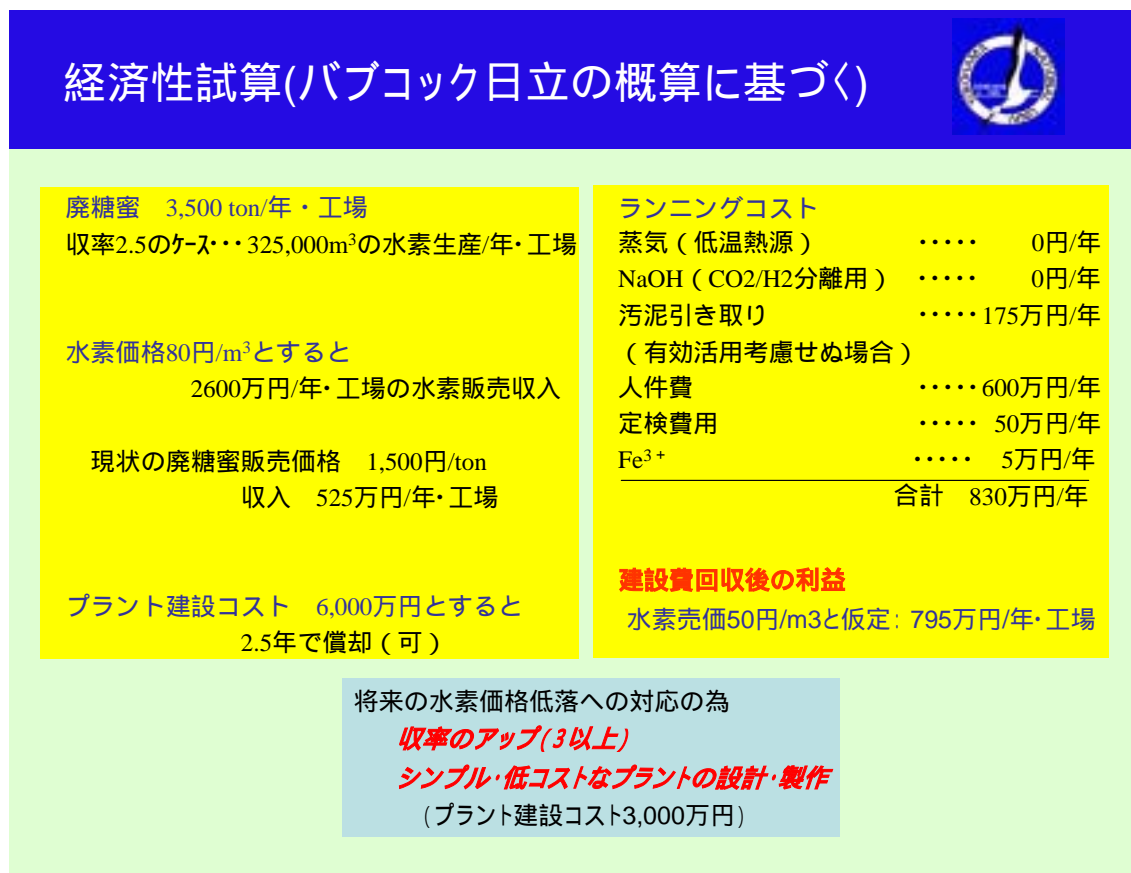 経済性試算(バブコック日立の概算に基づく)
廃糖蜜　3,500 ton/年・工場
収率2.5のｹｰｽ･･･325,000m³の水素生産/年･工場
水素価格80円/m³とすると
2600万円/年･工場の水素販売収入
現状の廃糖蜜販売価格　1,500円/ton
収入　525万円/年･工場
プラント建設コスト　6,000万円とすると
2.5年で償却（可）
ランニングコスト
蒸気（低温熱源）　･････　0円/年
NaOH（CO2/H2分離用）　･････　0円/年
汚泥引き取り　･････175万円/年
（有効活用考慮せぬ場合）
人件費　･････600万円/年
定検費用　･････ 50万円/年
Fe³⁺　･････　5万円/年
合計　830万円/年
建設費回収後の利益
水素売価50円/m3と仮定：795万円/年･工場
将来の水素価格低落への対応の為
収率のアップ(3以上)
シンプル･低コストなプラントの設計･製作
(プラント建設コスト3,000万円)